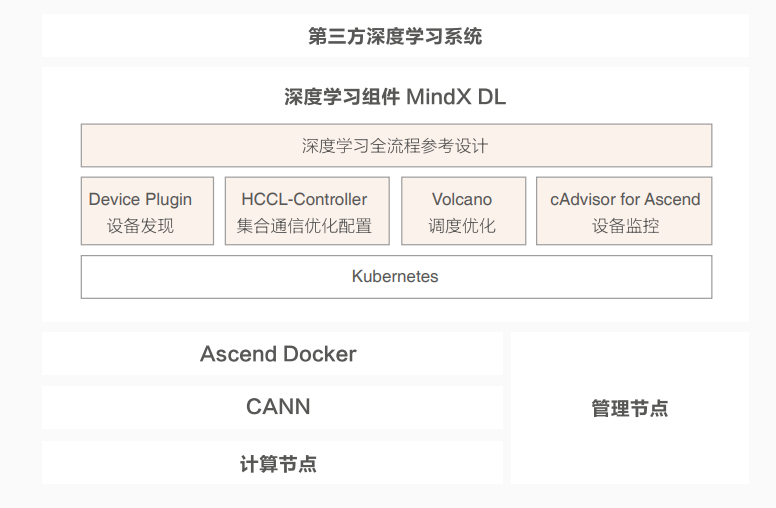 第三方深度学习系统
深度学习组件 MindX DL
深度学习全流程参考设计
Device Plugin
设备发现
HCCL-Controller
集合通信优化配置
Volcano
调度优化
cAdvisor for Ascend
设备监控
Kubernetes
Ascend Docker
CANN
计算节点
管理节点